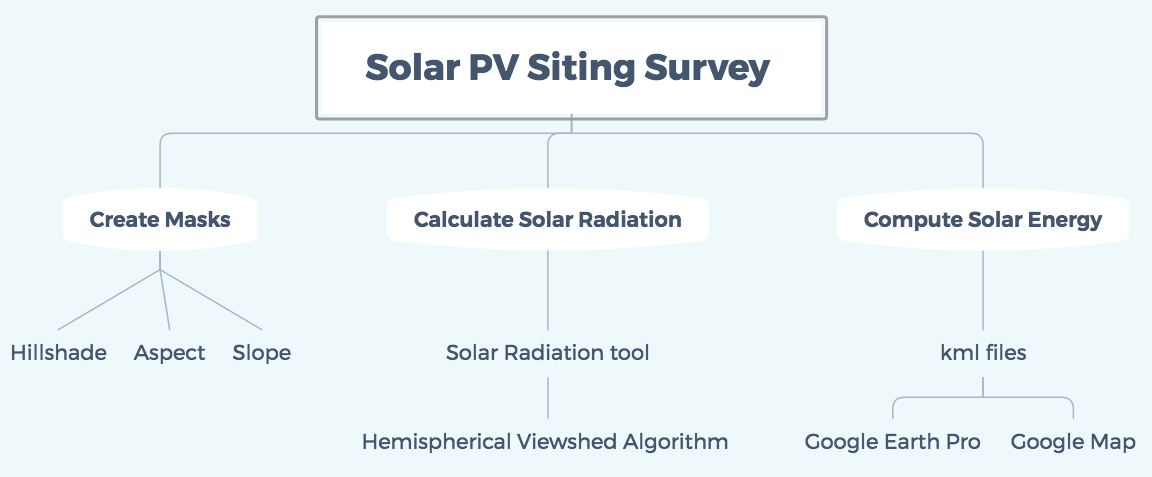 Solar PV Siting Survey
Create Masks
Calculate Solar Radiation
Compute Solar Energy
Hillshade
Aspect
Slope
Solar Radiation tool
kml files
Hemispherical Viewshed Algorithm
Google Earth Pro
Google Map